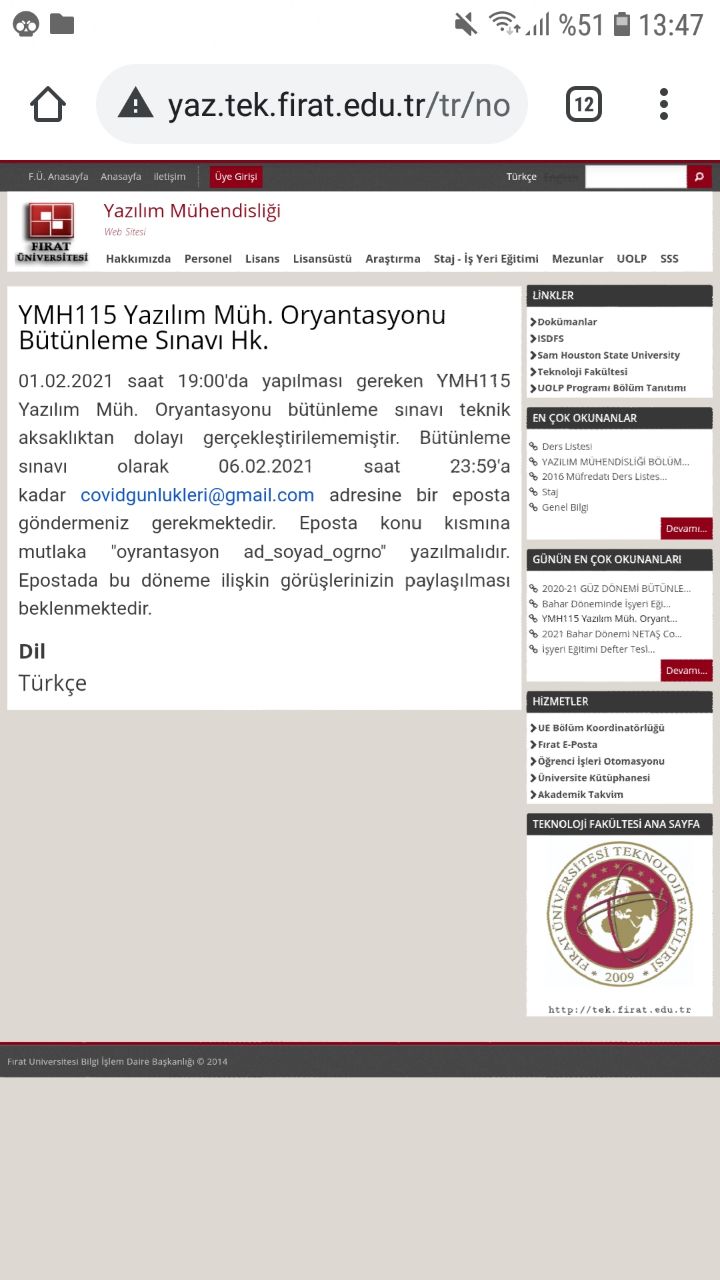 %51 13:47
yaz.tek.firat.edu.tr/tr/no
12
F.Ü. Anasayfa Anasayfa İletişim Üye Girişi Türkçe English
FIRAT
ÜNİVERSİTESİ
Yazılım Mühendisliği
Web Sitesi
Hakkımızda Personel Lisans Lisansüstü Araştırma Staj - İş Yeri Eğitimi Mezunlar UOLP SSS
YMH115 Yazılım Müh. Oryantasyonu
Bütünleme Sınavı Hk.
01.02.2021 saat 19:00'da yapılması gereken YMH115
Yazılım Müh. Oryantasyonu bütünleme sınavı teknik
aksaklıktan dolayı gerçekleştirilememiştir. Bütünleme
sınavı olarak 06.02.2021 saat 23:59'a
kadar covidgunlukleri@gmail.com adresine bir eposta
göndermeniz gerekmektedir. Eposta konu kısmına
mutlaka "oyrantasyon ad_soyad_ogrno" yazılmalıdır.
Epostada bu döneme ilişkin görüşlerinizin paylaşılması
beklenmektedir.
Dil
Türkçe
LİNKLER
Dokümanlar
ISDFS
Sam Houston State University
Teknoloji Fakültesi
UOLP Programı Bölüm Tanıtımı
EN ÇOK OKUNANLAR
Ders Listesi
YAZILIM MÜHENDİSLİĞİ BÖLÜM...
2016 Müfredatı Ders Listes...
Staj
Genel Bilgi
Devamı...
GÜNÜN EN ÇOK OKUNANLARI
2020-21 GÜZ DÖNEMİ BÜTÜNLE...
Bahar Döneminde İşyeri Eği...
YMH115 Yazılım Müh. Oryant...
2021 Bahar Dönemi NETAŞ Co...
İşyeri Eğitimi Defter Tesl...
Devamı...
HİZMETLER
UE Bölüm Koordinatörlüğü
Fırat E-Posta
Öğrenci İşleri Otomasyonu
Üniversite Kütüphanesi
Akademik Takvim
TEKNOLOJİ FAKÜLTESİ ANA SAYFA
FIRAT ÜNİVERSİTESİ TEKNOLOJİ FAKÜLTESİ
* 2009 *
http://tek.firat.edu.tr
Fırat Üniversitesi Bilgi İşlem Daire Başkanlığı © 2014